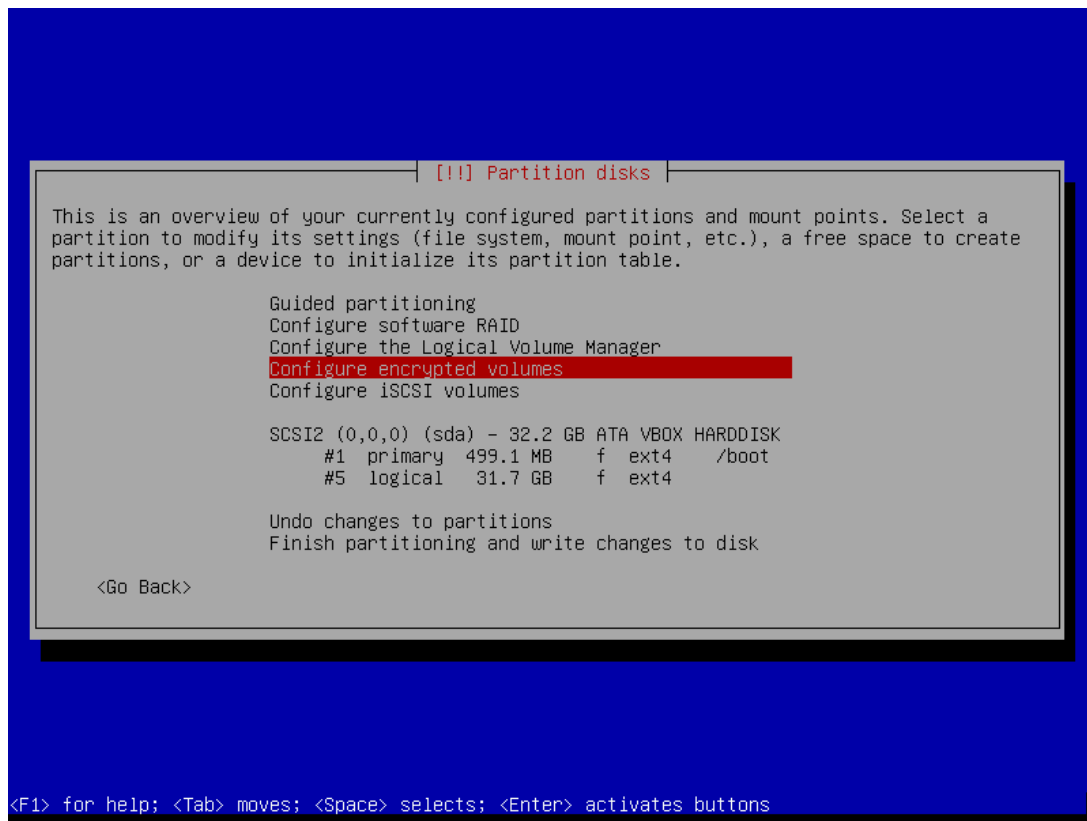 [!!] Partition disks
This is an overview of your currently configured partitions and mount points. Select a
partition to modify its settings (file system, mount point, etc.), a free space to create
partitions, or a device to initialize its partition table.
Guided partitioning
Configure software RAID
Configure the Logical Volume Manager
Configure encrypted volumes
Configure iSCSI volumes
SCSI2 (0,0,0) (sda) - 32.2 GB ATA VBOX HARDDISK
#1 primary 499.1 MB f ext4 /boot
#5 logical 31.7 GB f ext4
Undo changes to partitions
Finish partitioning and write changes to disk
<Go Back>
<F1> for help; <Tab> moves; <Space> selects; <Enter> activates buttons